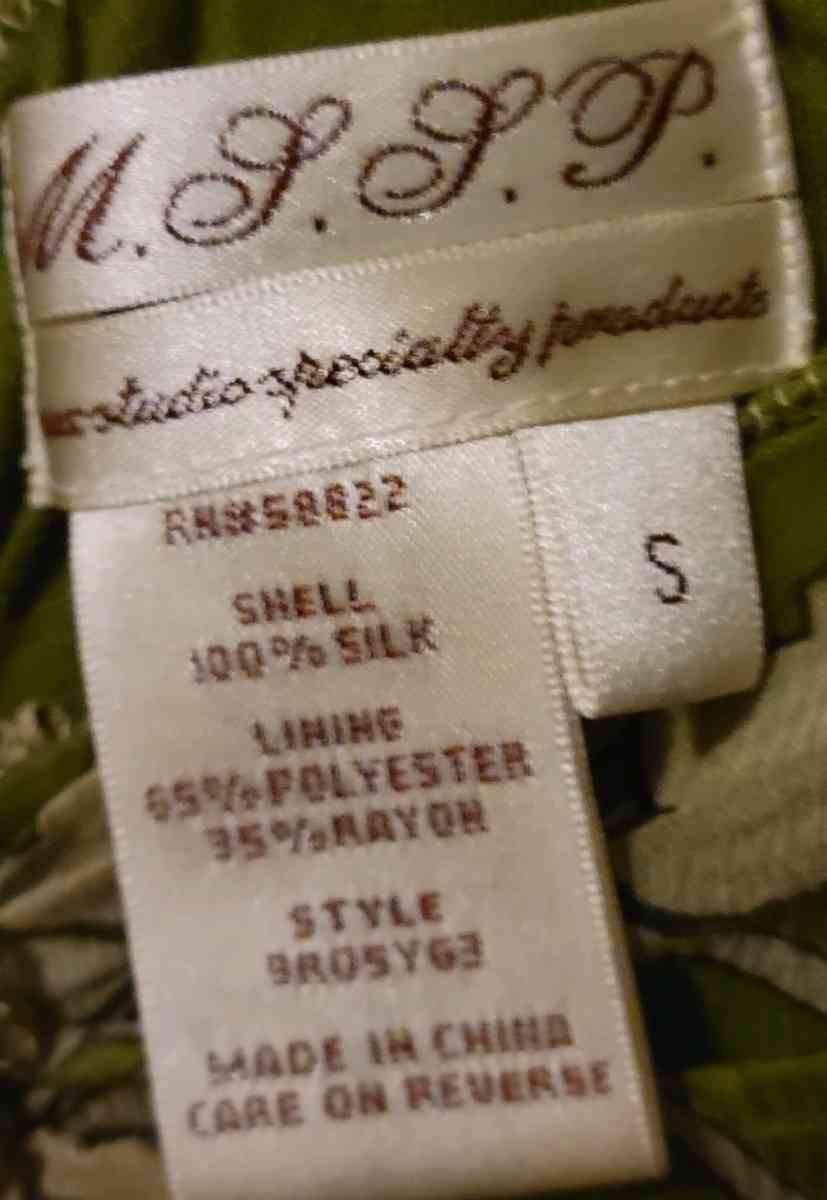 M.S.S.P.
studio specialty products
RN#58822
SHELL
100% SILK
LINING
65% POLYESTER
35% RAYON
STYLE
9R05Y63
MADE IN CHINA
CARE ON REVERSE
S